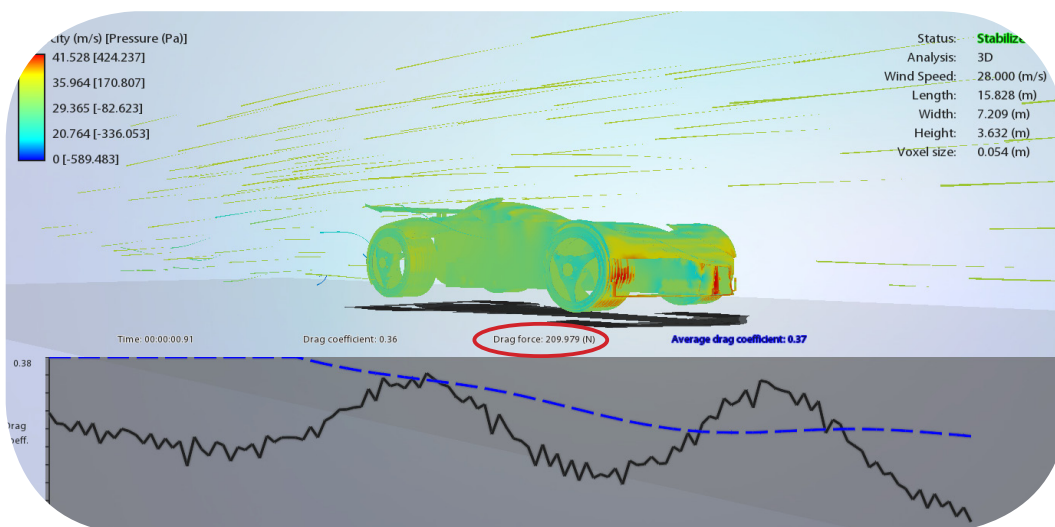 city (m/s) [Pressure (Pa)]
41.528 [424.237]
35.964 [170.807]
29.365 [-82.623]
20.764 [-336.053]
0 [-589.483]
Status: Stabilize
Analysis: 3D
Wind Speed: 28.000 (m/s)
Length: 15.828 (m)
Width: 7.209 (m)
Height: 3.632 (m)
Voxel size: 0.054 (m)
Time: 00:00:00.91 Drag coefficient: 0.36 Drag force: 209.979 (N) Average drag coefficient: 0.37
0.38
Drag
oeff.